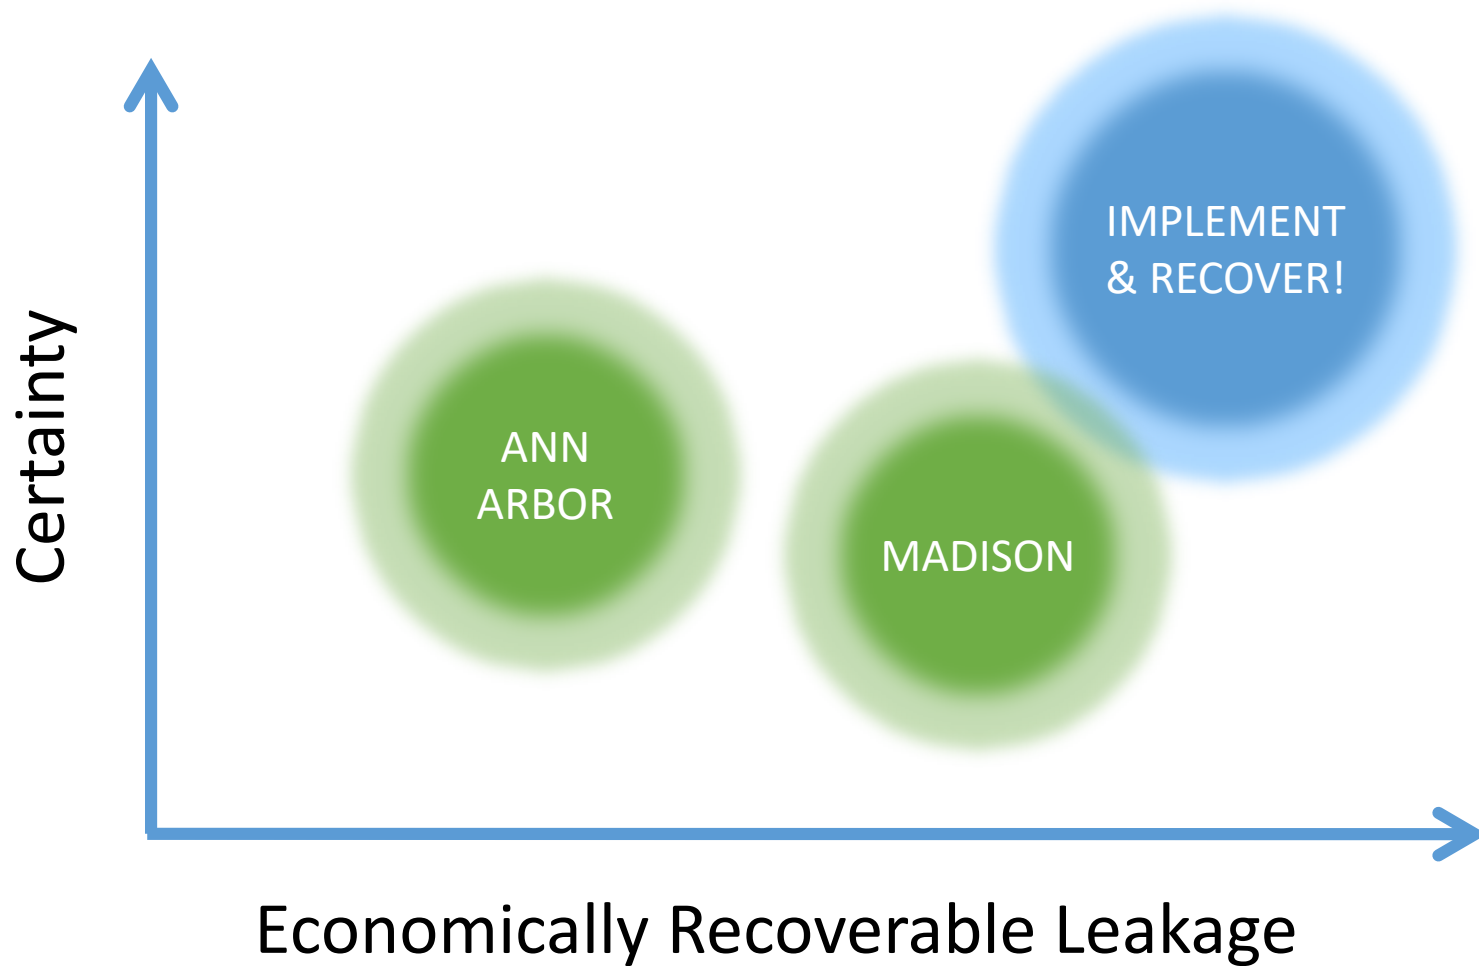 IMPLEMENT
& RECOVER!
ANN
ARBOR
MADISON
Certainty
Economically Recoverable Leakage